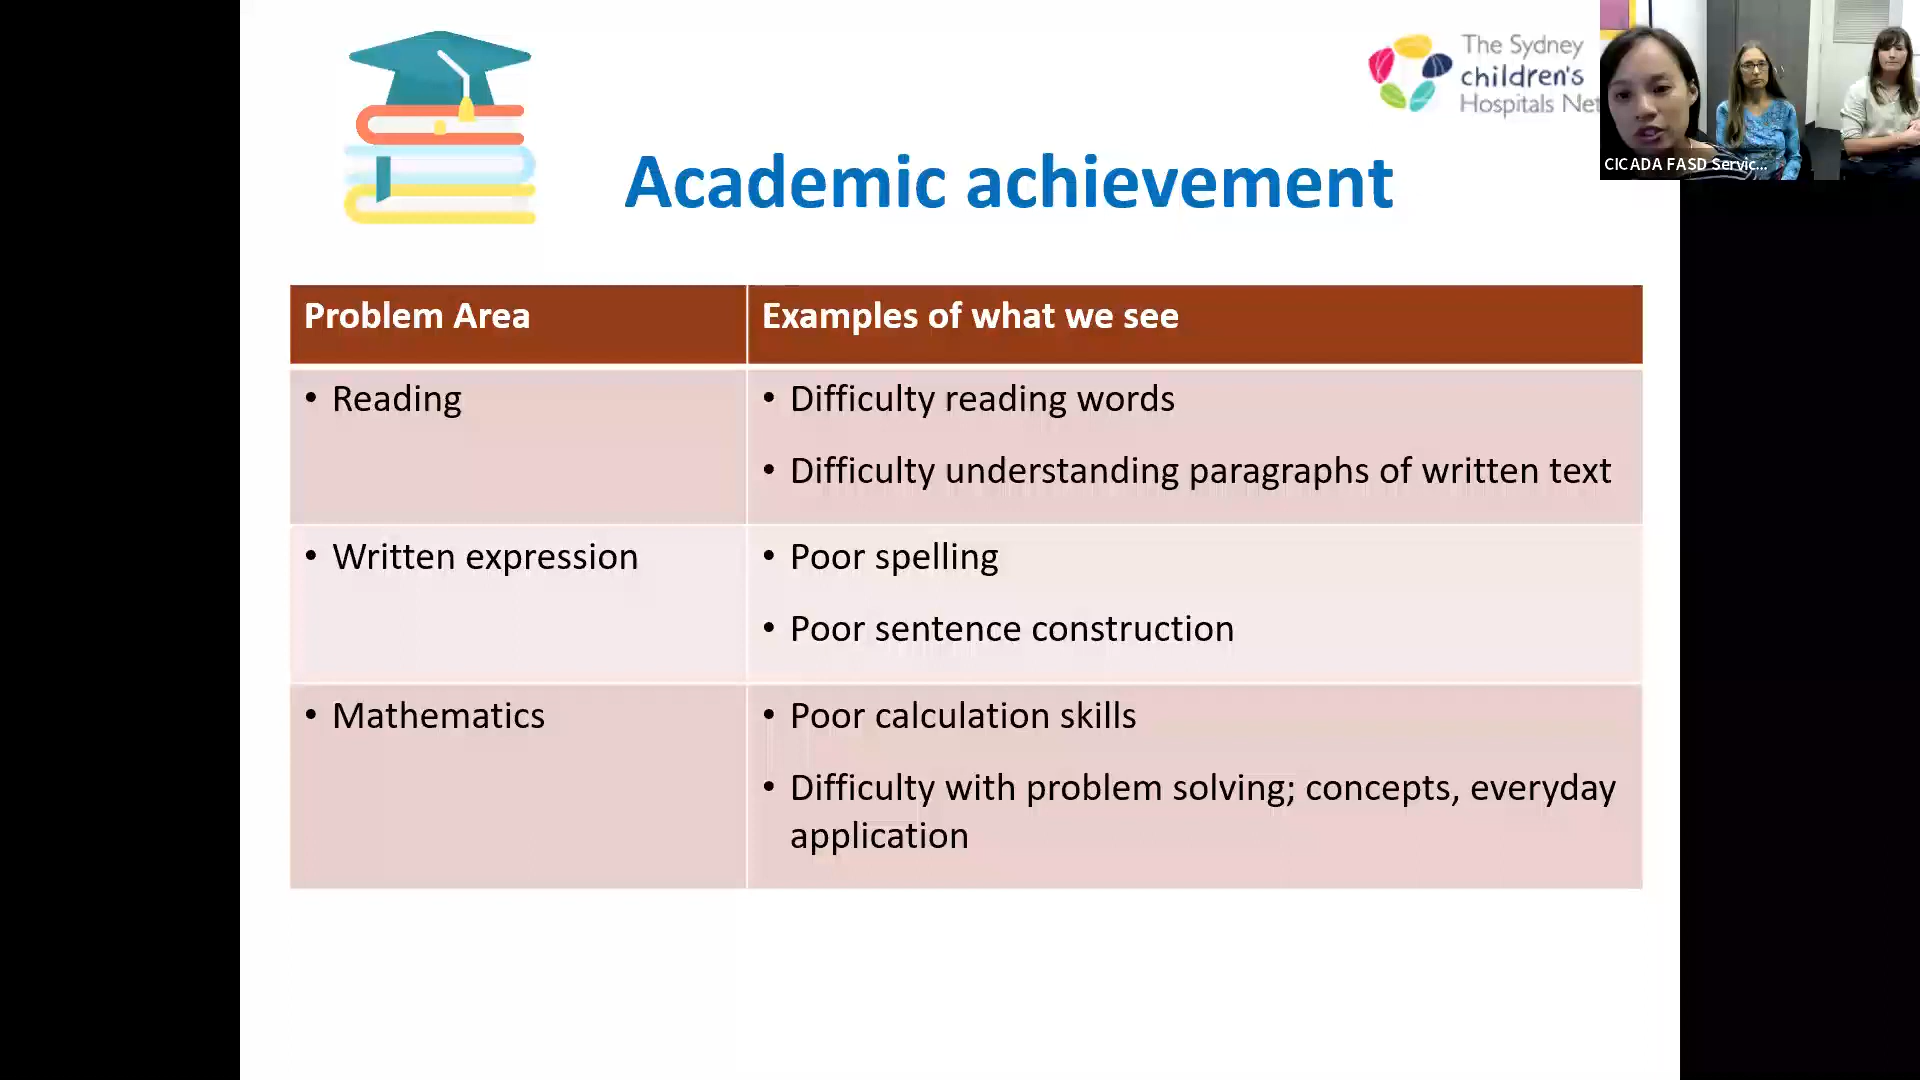 The Sydney
children's
Hospitals Net
CICADA FASD Servic...
Academic achievement
Problem Area
Examples of what we see
• Reading
• Difficulty reading words
• Difficulty understanding paragraphs of written text
• Written expression
• Poor spelling
• Poor sentence construction
• Mathematics
• Poor calculation skills
• Difficulty with problem solving; concepts, everyday
application